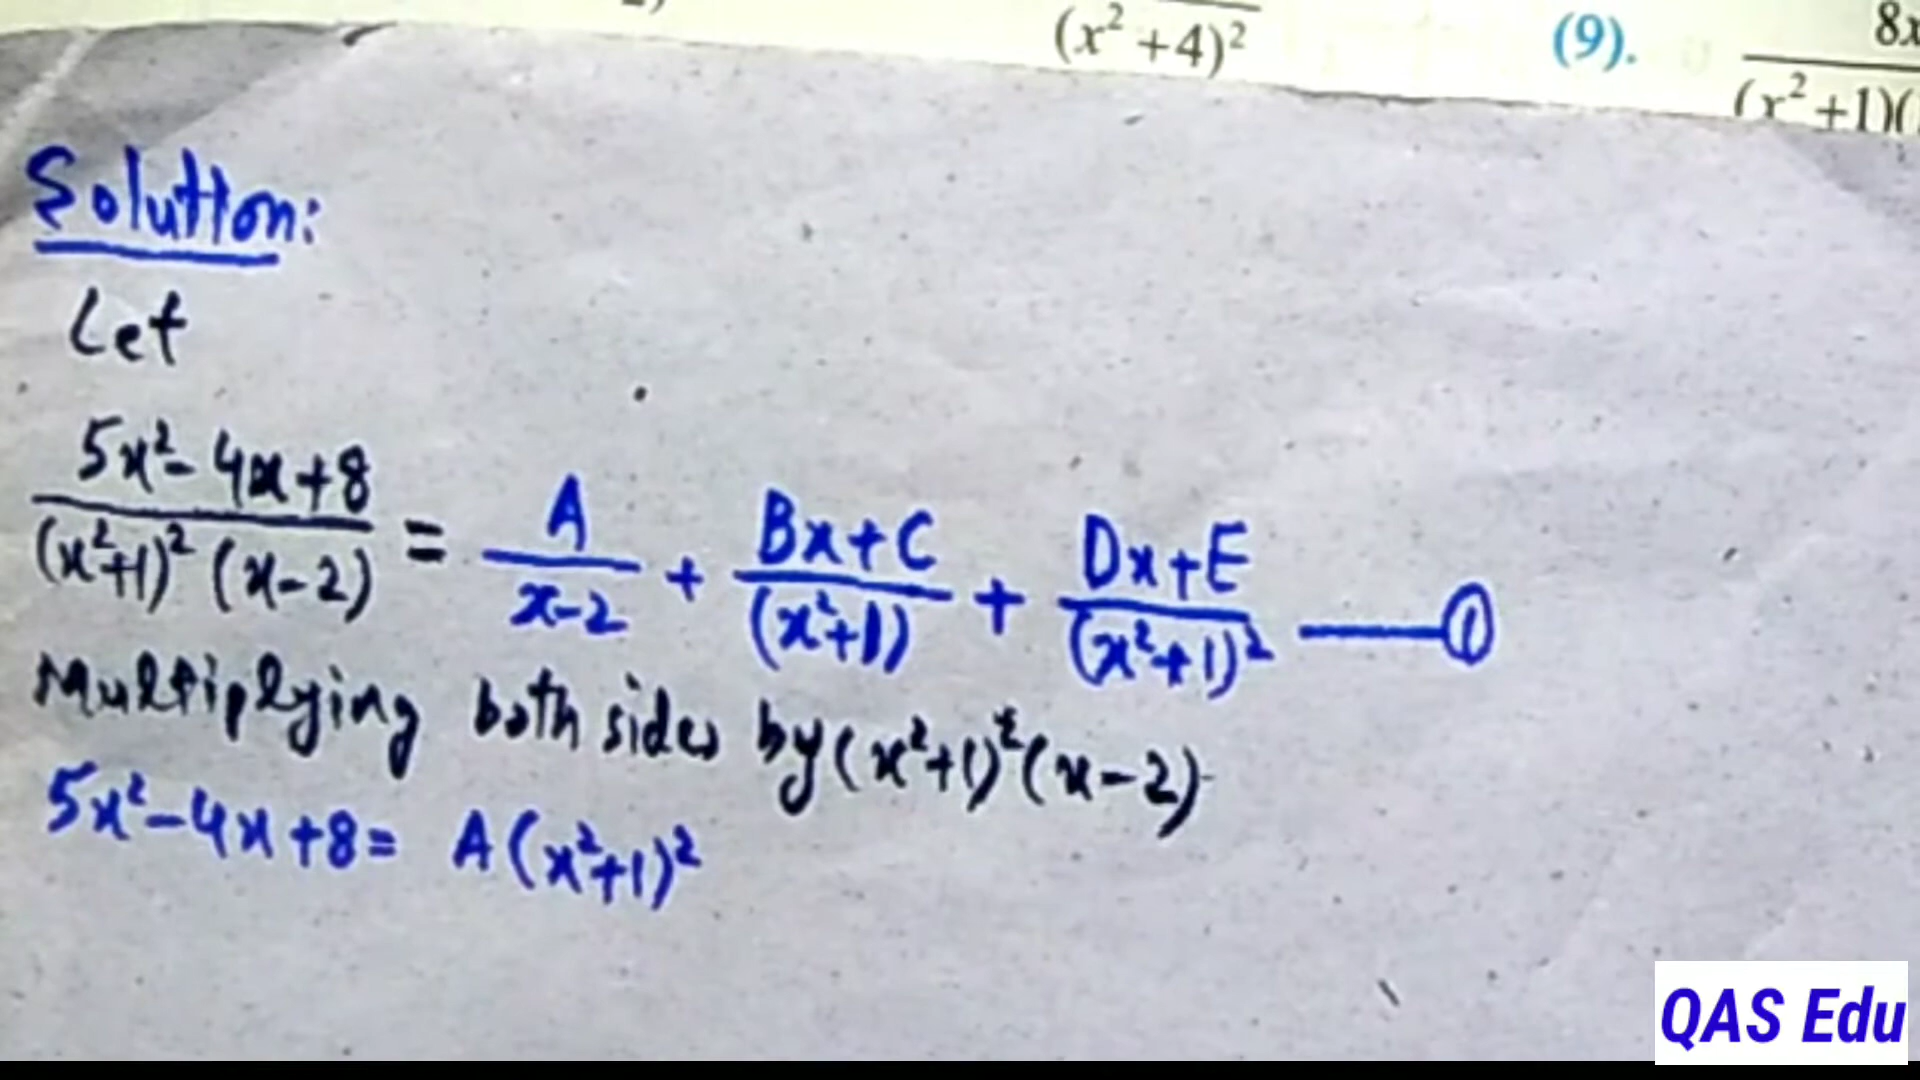 (x² +4)²
(9).
8x
(x² +1)(
Solution:
Let
5x² - 4x + 8 / (x²+1)² (x-2) = A / x-2 + Bx+C / (x²+1) + Dx+E / (x²+1)² — ①
Multiplying both sides by (x²+1)² (x-2)
5x² - 4x + 8 = A (x²+1)²
QAS Edu